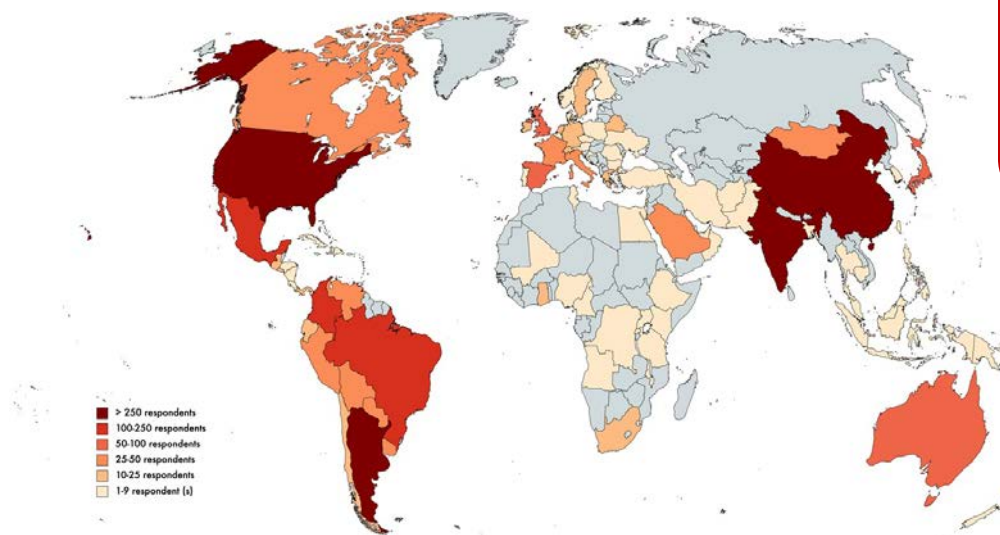 > 250 respondents
100-250 respondents
50-100 respondents
25-50 respondents
10-25 respondents
1-9 respondent (s)